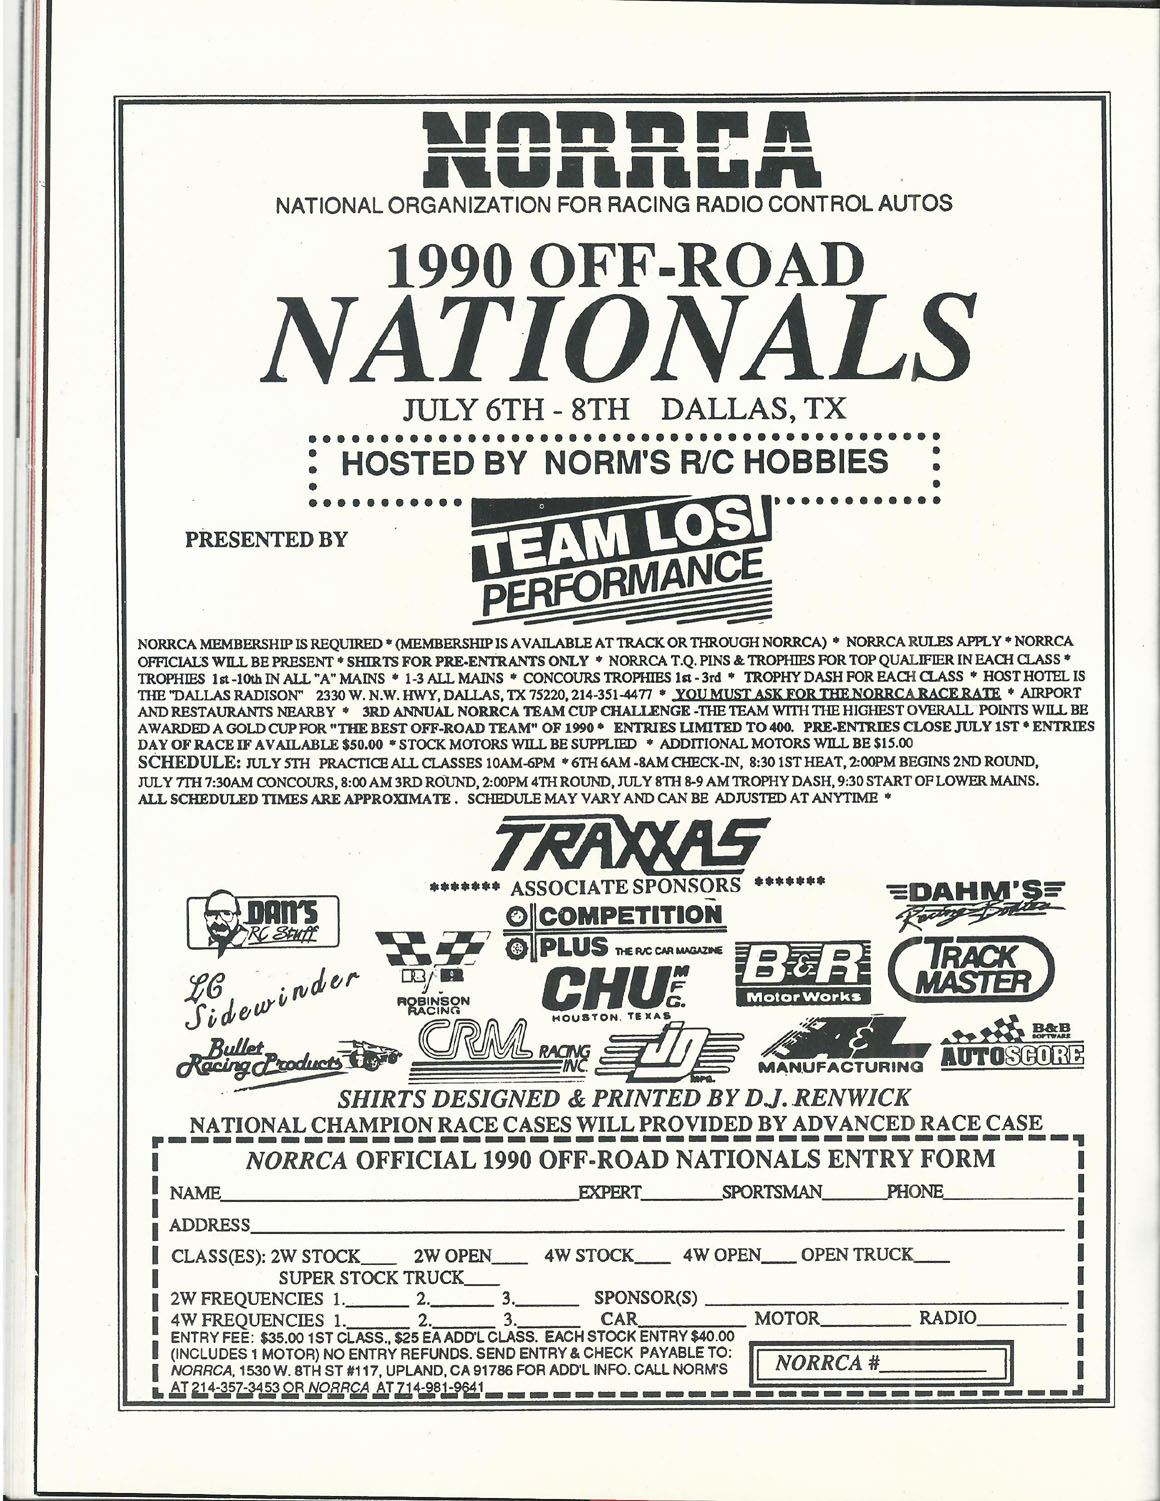 NORRCA
NATIONAL ORGANIZATION FOR RACING RADIO CONTROL AUTOS
1990 OFF-ROAD
NATIONALS
JULY 6TH - 8TH DALLAS, TX
HOSTED BY NORM'S R/C HOBBIES
PRESENTED BY
TEAM LOSI
PERFORMANCE
NORRCA MEMBERSHIP IS REQUIRED * (MEMBERSHIP IS AVAILABLE AT TRACK OR THROUGH NORRCA) * NORRCA RULES APPLY * NORRCA
OFFICIALS WILL BE PRESENT * SHIRTS FOR PRE-ENTRANTS ONLY * NORRCA T.Q. PINS & TROPHIES FOR TOP QUALIFIER IN EACH CLASS *
TROPHIES 1st -10th IN ALL "A" MAINS * 1-3 ALL MAINS * CONCOURS TROPHIES 1st - 3rd * TROPHY DASH FOR EACH CLASS * HOST HOTEL IS
THE "DALLAS RADISON" 2330 W. N.W. HWY, DALLAS, TX 75220, 214-351-4477 * YOU MUST ASK FOR THE NORRCA RACE RATE * AIRPORT
AND RESTAURANTS NEARBY * 3RD ANNUAL NORRCA TEAM CUP CHALLENGE -THE TEAM WITH THE HIGHEST OVERALL POINTS WILL BE
AWARDED A GOLD CUP FOR "THE BEST OFF-ROAD TEAM" OF 1990 * ENTRIES LIMITED TO 400. PRE-ENTRIES CLOSE JULY 1ST * ENTRIES
DAY OF RACE IF AVAILABLE $50.00 * STOCK MOTORS WILL BE SUPPLIED * ADDITIONAL MOTORS WILL BE $15.00
SCHEDULE: JULY 5TH PRACTICE ALL CLASSES 10AM-6PM * 6TH 6AM -8AM CHECK-IN, 8:30 1ST HEAT, 2:00PM BEGINS 2ND ROUND,
JULY 7TH 7:30AM CONCOURS, 8:00 AM 3RD ROUND, 2:00PM 4TH ROUND, JULY 8TH 8-9 AM TROPHY DASH, 9:30 START OF LOWER MAINS.
ALL SCHEDULED TIMES ARE APPROXIMATE . SCHEDULE MAY VARY AND CAN BE ADJUSTED AT ANYTIME *
TRAXXAS
******* ASSOCIATE SPONSORS *******
DAN'S
RC Stuff
COMPETITION
PLUS THE R/C CAR MAGAZINE
DAHM'S
Racing Bodies
LG
Sidewinder
R/R
ROBINSON
RACING
CHU MFG.
HOUSTON, TEXAS
B&R
Motor Works
TRACK
MASTER
Bullet
Racing Products
CRM RACING
INC.
JG
MFG.
A&L
MANUFACTURING
B&B
SOFTWARE
AUTOSCORE
SHIRTS DESIGNED & PRINTED BY D.J. RENWICK
NATIONAL CHAMPION RACE CASES WILL PROVIDED BY ADVANCED RACE CASE
NORRCA OFFICIAL 1990 OFF-ROAD NATIONALS ENTRY FORM
NAME EXPERT SPORTSMAN PHONE
ADDRESS
CLASS(ES): 2W STOCK 2W OPEN 4W STOCK 4W OPEN OPEN TRUCK
SUPER STOCK TRUCK
2W FREQUENCIES 1. 2. 3. SPONSOR(S)
4W FREQUENCIES 1. 2. 3. CAR MOTOR RADIO
ENTRY FEE: $35.00 1ST CLASS., $25 EA ADD'L CLASS. EACH STOCK ENTRY $40.00
(INCLUDES 1 MOTOR) NO ENTRY REFUNDS. SEND ENTRY & CHECK PAYABLE TO:
NORRCA, 1530 W. 8TH ST #117, UPLAND, CA 91786 FOR ADD'L INFO. CALL NORM'S
AT 214-357-3453 OR NORRCA AT 714-981-9641
NORRCA #